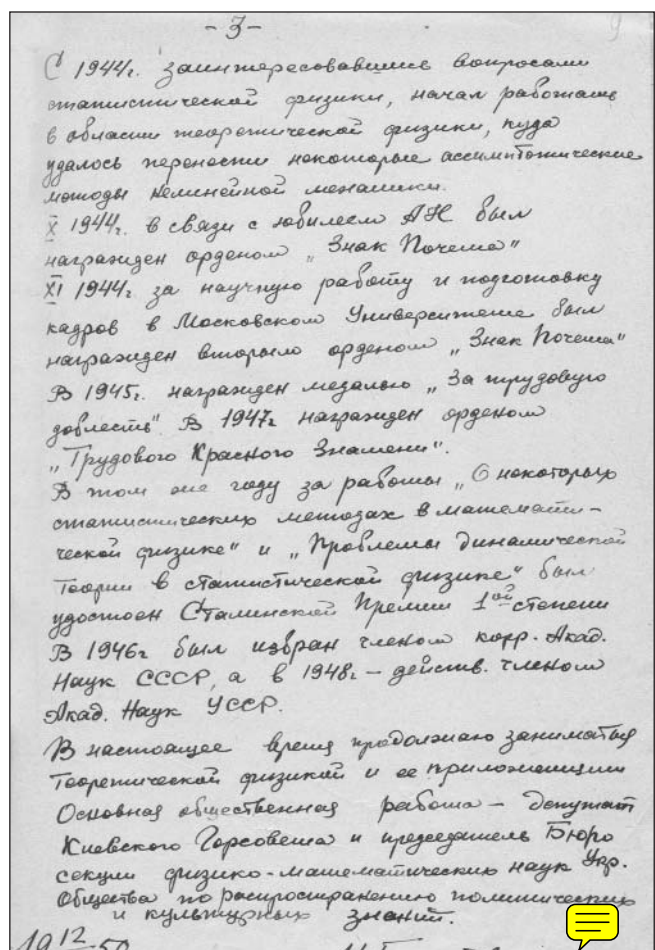 -3-
9
С 1944г. заинтересовавшись вопросами
статистической физики, начал работать
в области теоретической физики, куда
удалось перенести некоторые ассимптотические
методы нелинейной механики.
X 1944г. в связи с юбилеем АН был
награжден орденом „Знак Почета"
XI 1944г. за научную работу и подготовку
кадров в Московском Университете был
награжден вторым орденом „Знак Почета"
В 1945г. награжден медалью „За трудовую
доблесть". В 1947г награжден орденом
„Трудового Красного Знамени".
В том же году за работы „О некоторых
статистических методах в математи-
ческой физике" и „Проблемы динамической
теории в статистической физике" был
удостоен Сталинской Премии 1ой степени
В 1946г был избран членом корр. Акад.
Наук СССР, а в 1948г – действ. членом
Акад. Наук УССР.
В настоящее время продолжаю заниматься
Теоретической физикой и ее приложениями
Основная общественная работа – депутат
Киевского Горсовета и председатель Бюро
секции физико-математических наук Укр.
Общества по распространению политических
и культурных знаний.
19 12 50